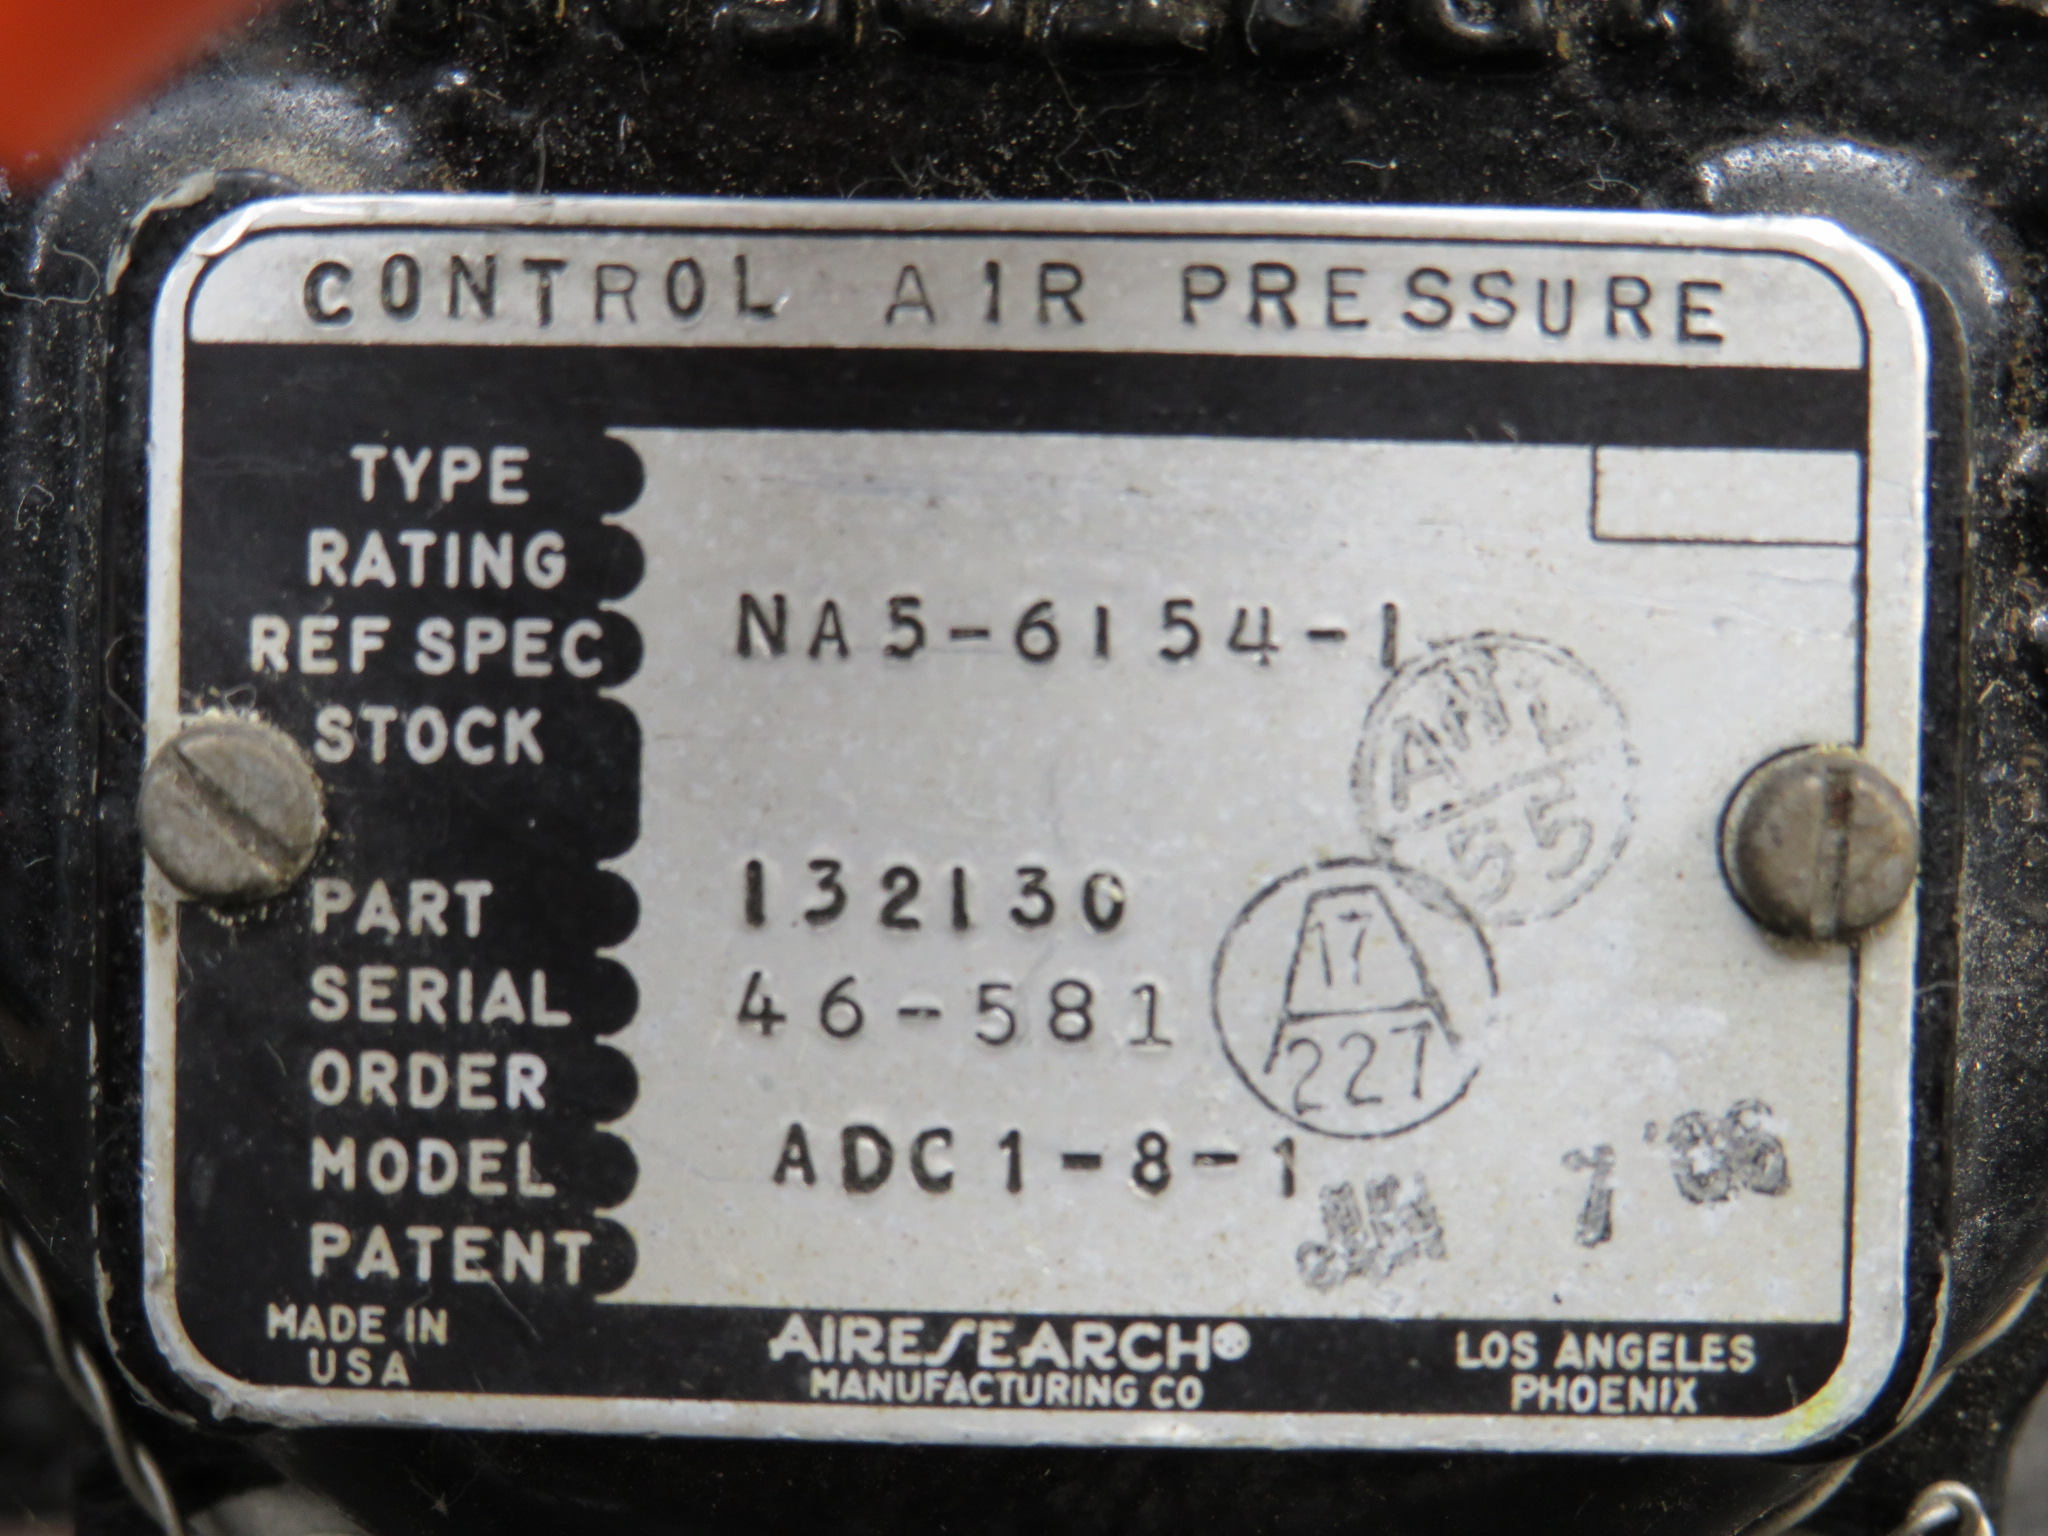 CONTROL AIR PRESSURE
TYPE
RATING
REF SPEC NA5-6154-1
STOCK
55
PART 132130
SERIAL 46-581
17
227
ORDER
MODEL ADC1-8-1
PATENT
MADE IN
USA
AIRESEARCH
MANUFACTURING CO
LOS ANGELES
PHOENIX